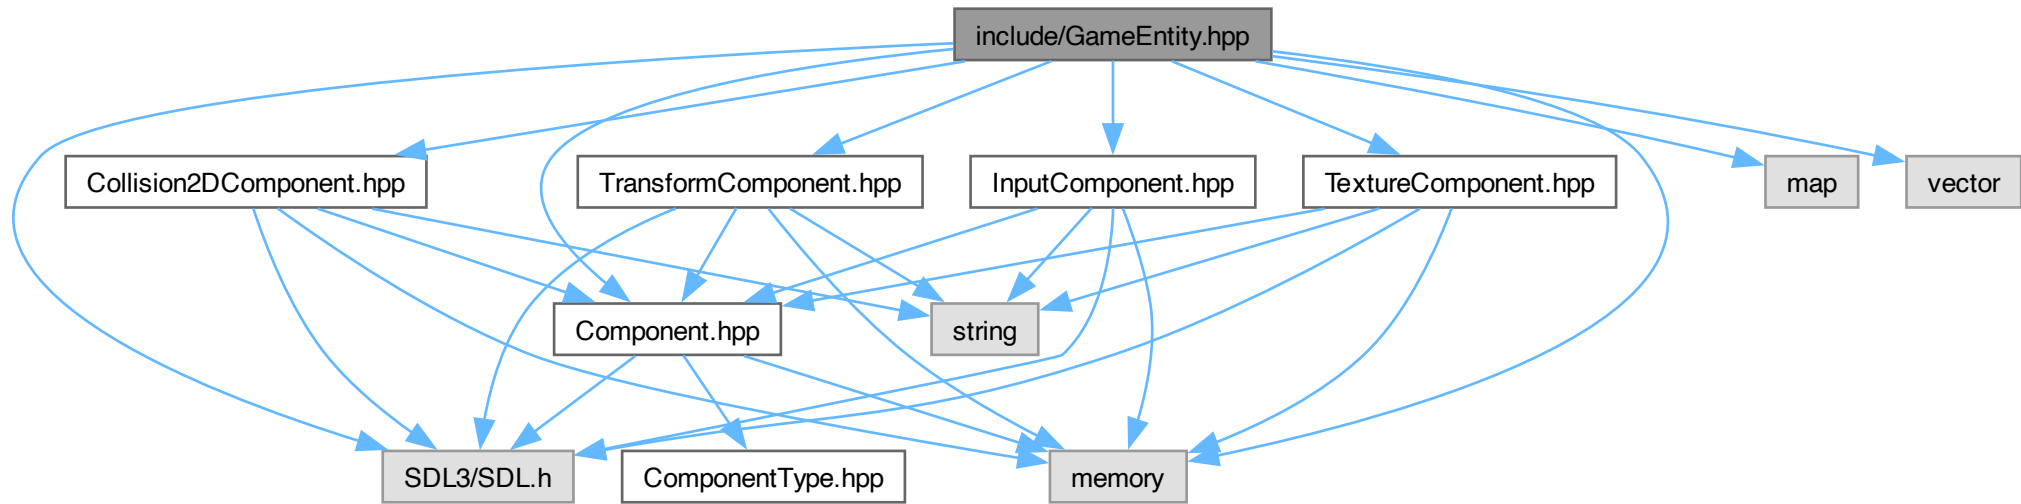 include/GameEntity.hpp
Collision2DComponent.hpp
TransformComponent.hpp
InputComponent.hpp
TextureComponent.hpp
map
vector
Component.hpp
string
SDL3/SDL.h
ComponentType.hpp
memory